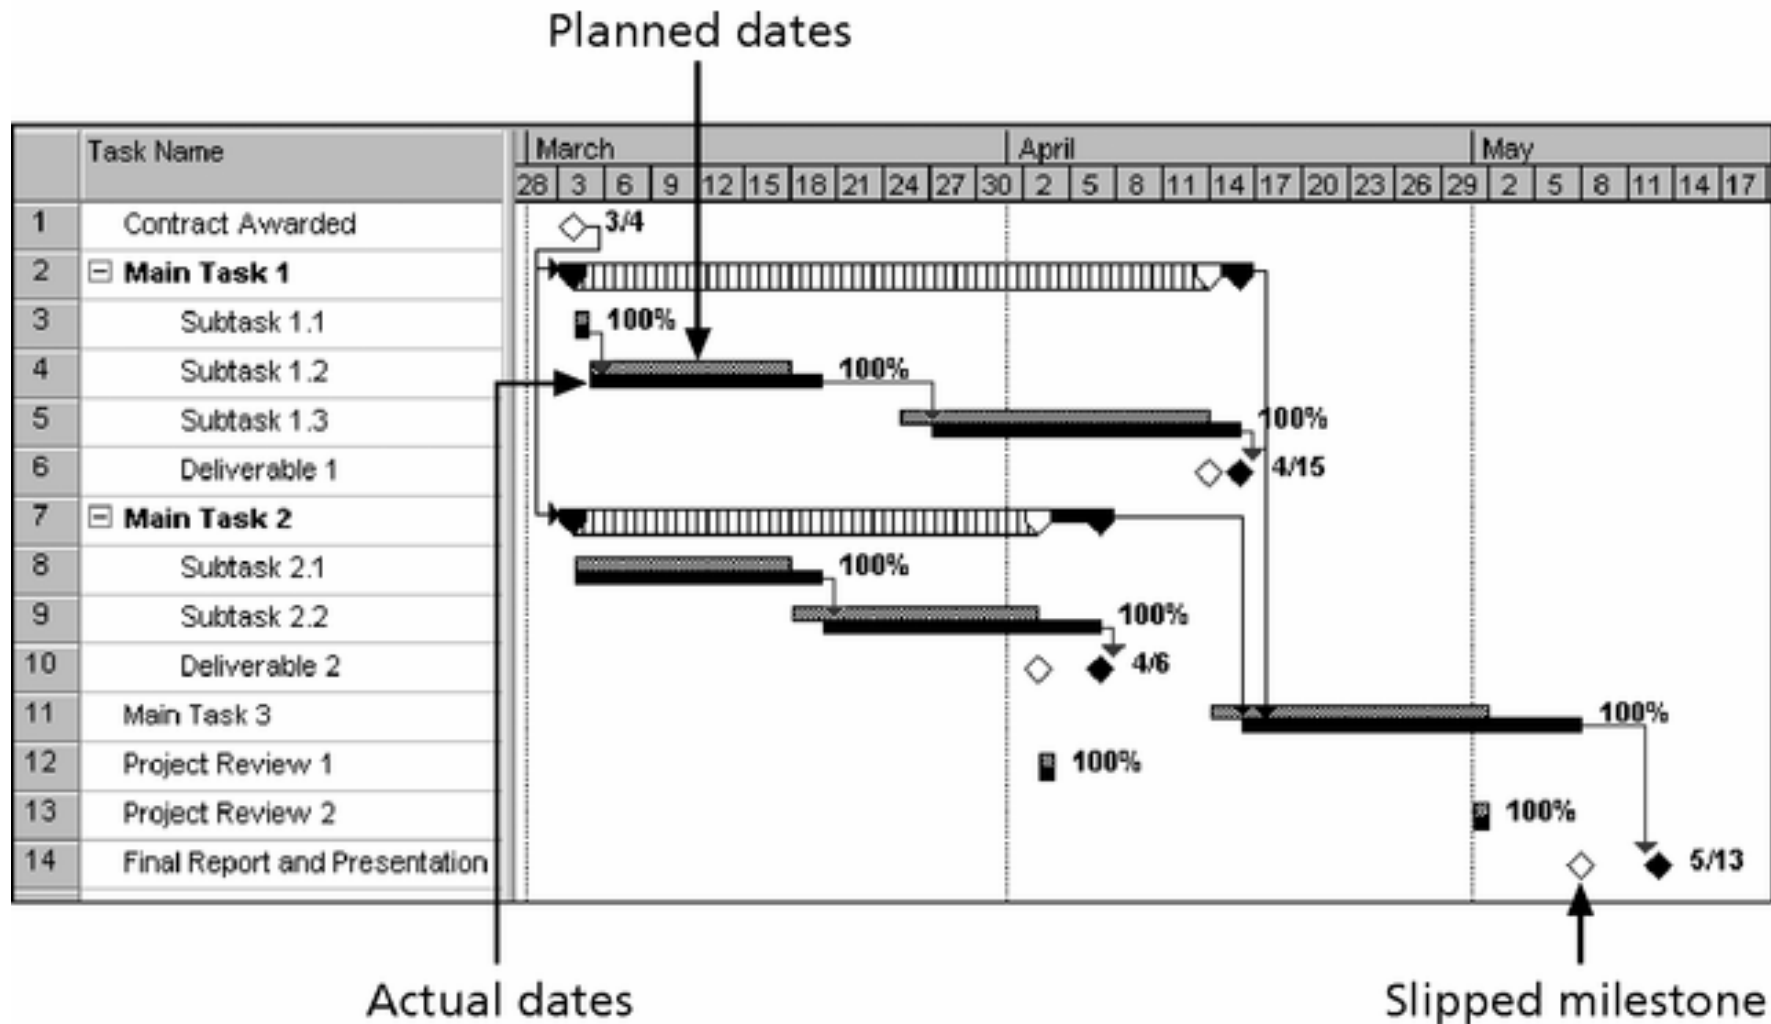 Planned dates
Task Name March April May
28 3 6 9 12 15 18 21 24 27 30 2 5 8 11 14 17 20 23 26 29 2 5 8 11 14 17
1 Contract Awarded 3/4
2 Main Task 1
3 Subtask 1.1 100%
4 Subtask 1.2 100%
5 Subtask 1.3 100%
6 Deliverable 1 4/15
7 Main Task 2
8 Subtask 2.1 100%
9 Subtask 2.2 100%
10 Deliverable 2 4/6
11 Main Task 3 100%
12 Project Review 1 100%
13 Project Review 2 100%
14 Final Report and Presentation 5/13
Actual dates Slipped milestone